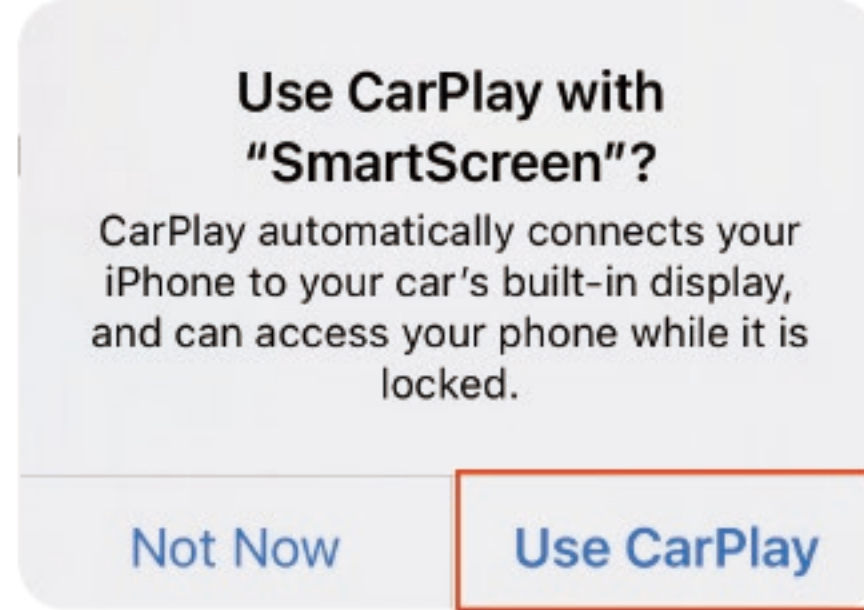 Use CarPlay with
“SmartScreen”?
CarPlay automatically connects your
iPhone to your car’s built-in display,
and can access your phone while it is
locked.
Not Now
Use CarPlay